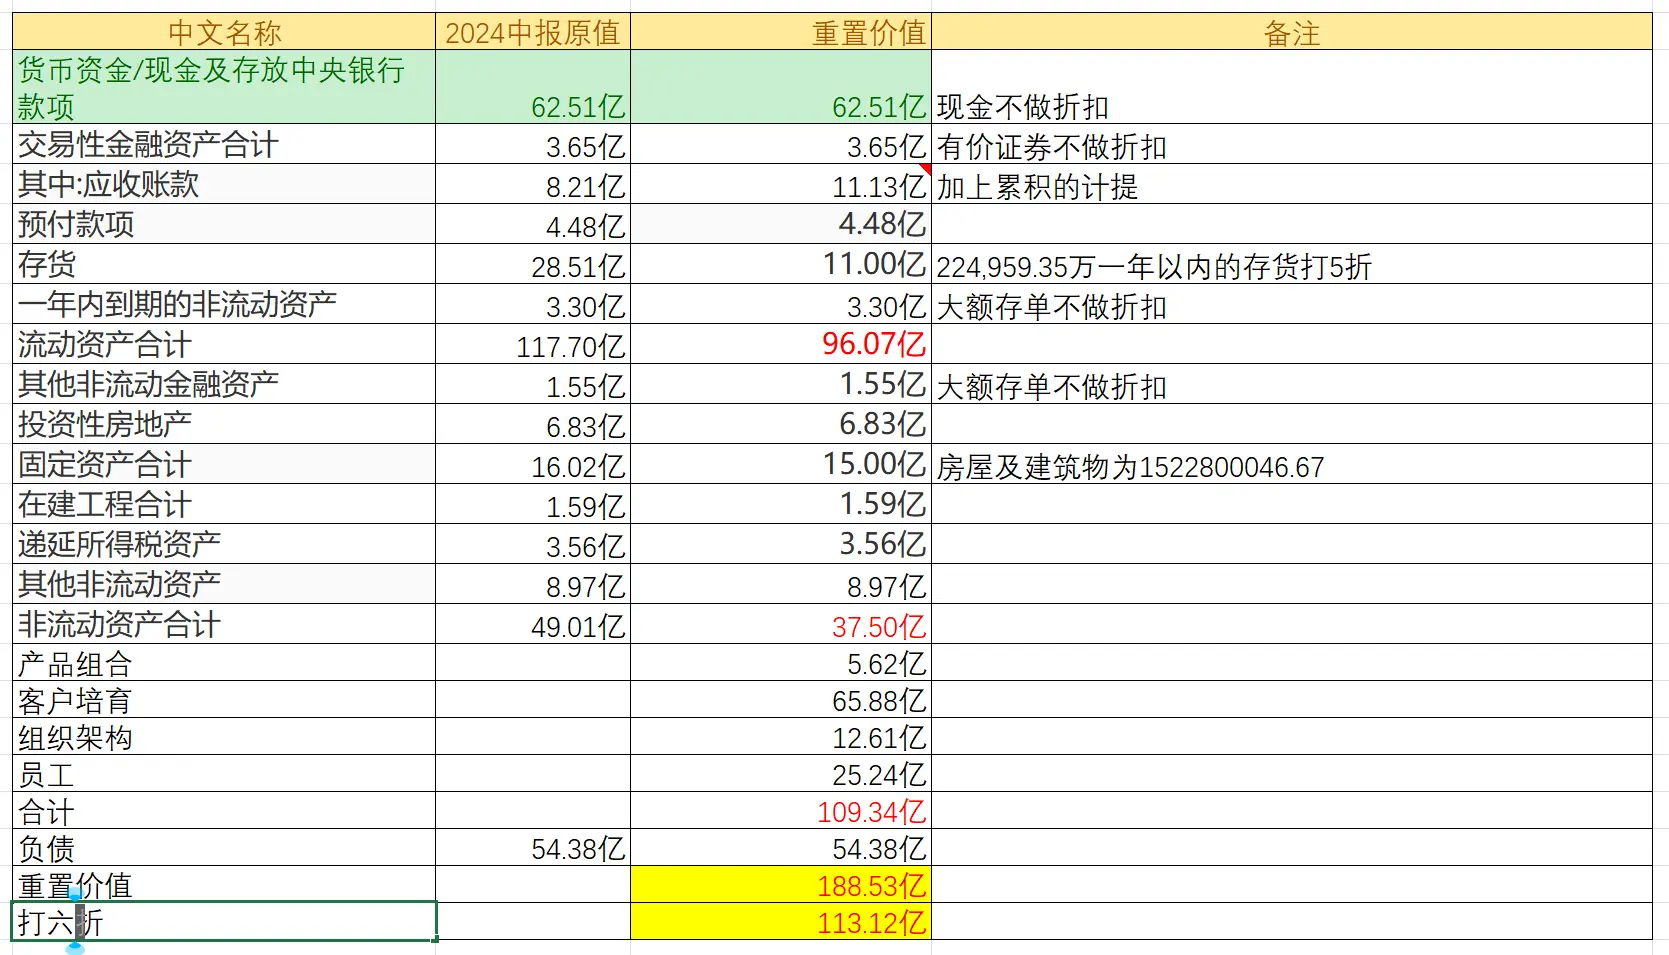 中文名称 2024中报原值 重置价值 备注
货币资金/现金及存放中央银行
款项 62.51亿 62.51亿 现金不做折扣
交易性金融资产合计 3.65亿 3.65亿 有价证券不做折扣
其中:应收账款 8.21亿 11.13亿 加上累积的计提
预付款项 4.48亿 4.48亿
存货 28.51亿 11.00亿 224,959.35万一年以内的存货打5折
一年内到期的非流动资产 3.30亿 3.30亿 大额存单不做折扣
流动资产合计 117.70亿 96.07亿
其他非流动金融资产 1.55亿 1.55亿 大额存单不做折扣
投资性房地产 6.83亿 6.83亿
固定资产合计 16.02亿 15.00亿 房屋及建筑物为1522800046.67
在建工程合计 1.59亿 1.59亿
递延所得税资产 3.56亿 3.56亿
其他非流动资产 8.97亿 8.97亿
非流动资产合计 49.01亿 37.50亿
产品组合 5.62亿
客户培育 65.88亿
组织架构 12.61亿
员工 25.24亿
合计 109.34亿
负债 54.38亿 54.38亿
重置价值 188.53亿
打六折 113.12亿